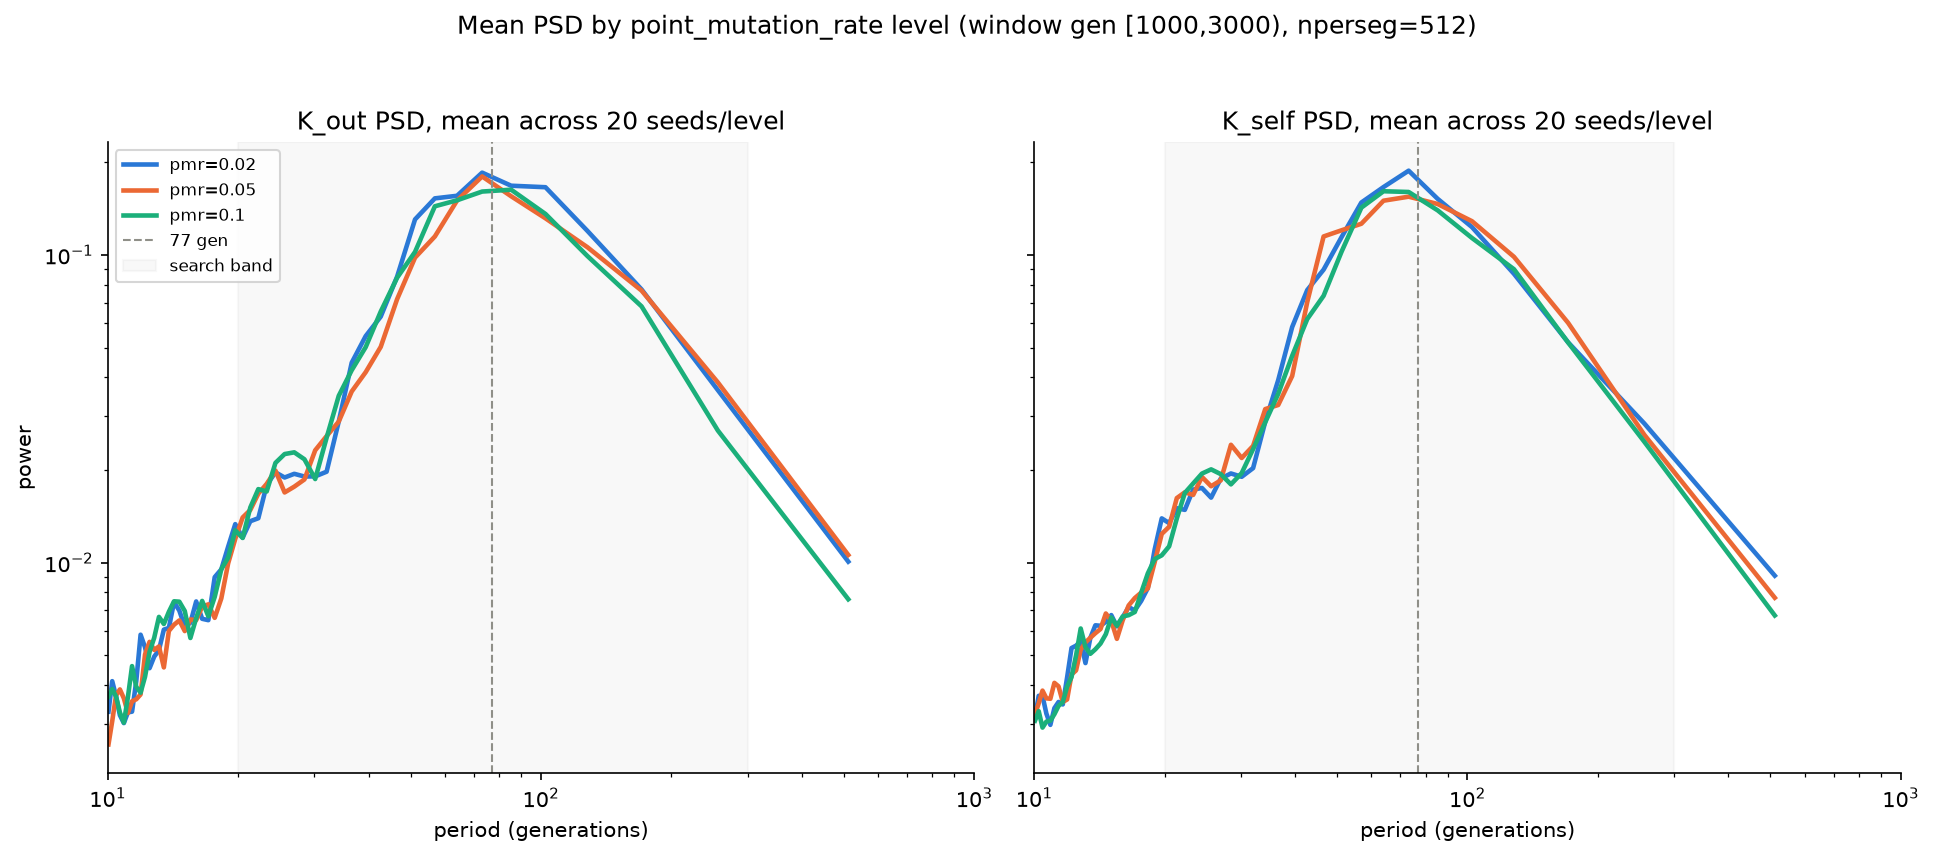 Mean PSD by point_mutation_rate level (window gen [1000,3000), nperseg=512)
K_out PSD, mean across 20 seeds/level
pmr=0.02
pmr=0.05
pmr=0.1
77 gen
search band
power
10⁻¹
10⁻²
10¹
10²
10³
period (generations)
K_self PSD, mean across 20 seeds/level
10¹
10²
10³
period (generations)